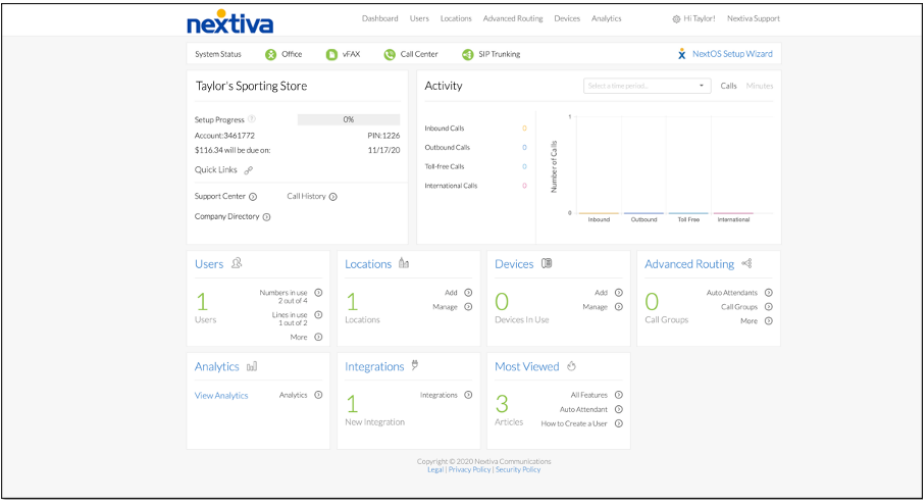 nextiva
Dashboard Users Locations Advanced Routing Devices Analytics
Hi Taylor! Nextiva Support
System Status Office vFAX Call Center SIP Trunking
NextOS Setup Wizard
Taylor's Sporting Store
Setup Progress 0%
Account:3461772 PIN:1226
$116.34 will be due on: 11/17/20
Quick Links
Support Center Call History
Company Directory
Activity
Select a time period...
Calls Minutes
Inbound Calls 0
Outbound Calls 0
Toll-free Calls 0
International Calls 0
Number of Calls
1
0
Inbound Outbound Toll Free International
Users
1
Users
Numbers in use
2 out of 4
Lines in use
1 out of 2
More
Locations
1
Locations
Add
Manage
Devices
0
Devices In Use
Add
Manage
Advanced Routing
0
Call Groups
Auto Attendants
Call Groups
More
Analytics
View Analytics
Analytics
Integrations
1
New Integration
Integrations
Most Viewed
3
Articles
All Features
Auto Attendant
How to Create a User
Copyright © 2020 Nextiva Communications
Legal | Privacy Policy | Security Policy